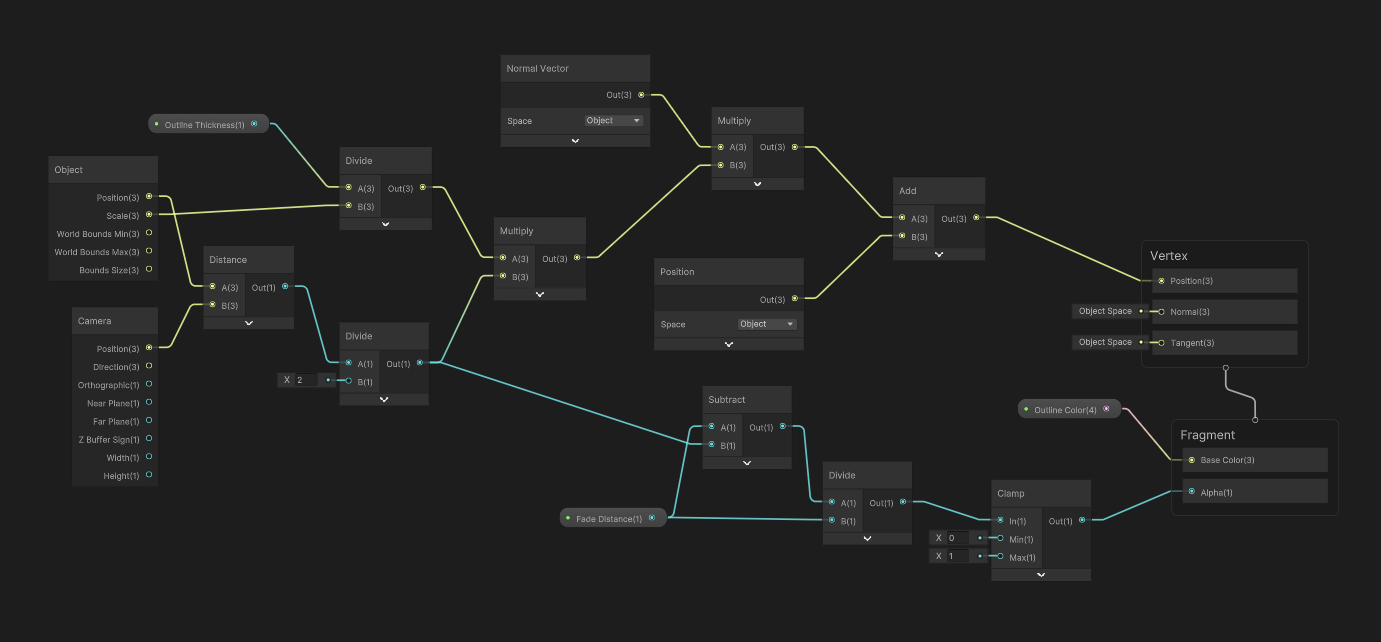 Outline Thickness(1)
Object
Position(3)
Scale(3)
World Bounds Min(3)
World Bounds Max(3)
Bounds Size(3)
Camera
Position(3)
Direction(3)
Orthographic(1)
Near Plane(1)
Far Plane(1)
Z Buffer Sign(1)
Width(1)
Height(1)
Distance
A(3) Out(1)
B(3)
Divide
A(3) Out(3)
B(3)
Divide
A(1) Out(1)
B(1)
X 2
Normal Vector
Out(3)
Space Object
Multiply
A(3) Out(3)
B(3)
Multiply
A(3) Out(3)
B(3)
Position
Out(3)
Space Object
Add
A(3) Out(3)
B(3)
Subtract
A(1) Out(1)
B(1)
Fade Distance(1)
Divide
A(1) Out(1)
B(1)
Clamp
In(1) Out(1)
Min(1)
Max(1)
X 0
X 1
Vertex
Position(3)
Object Space Normal(3)
Object Space Tangent(3)
Outline Color(4)
Fragment
Base Color(3)
Alpha(1)